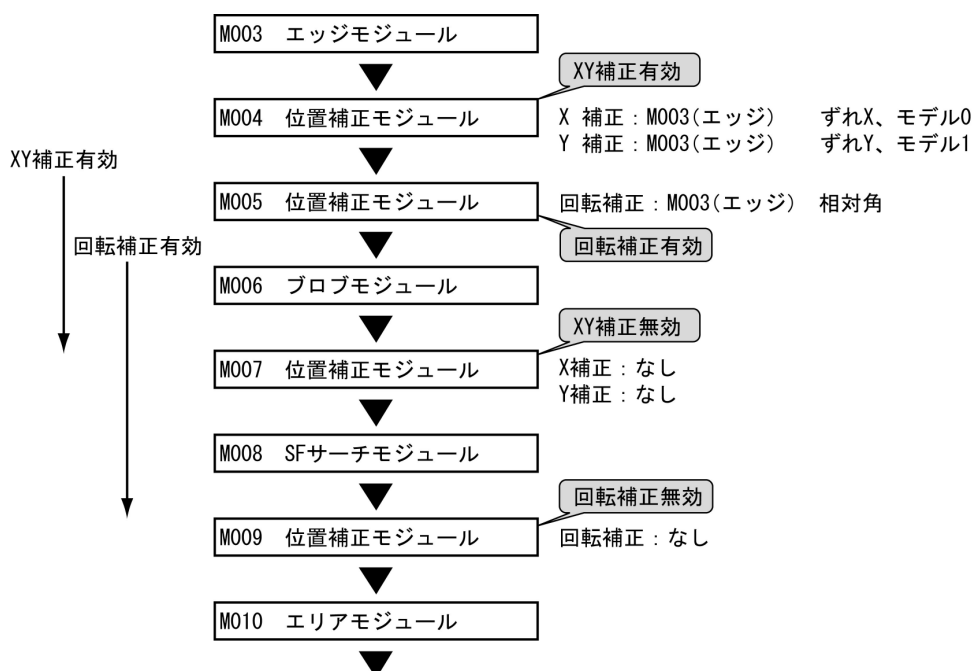 M003 エッジモジュール
XY補正有効
M004 位置補正モジュール
X 補正：M003(エッジ) ずれX、モデル0
Y 補正：M003(エッジ) ずれY、モデル1
XY補正有効
M005 位置補正モジュール
回転補正：M003(エッジ) 相対角
回転補正有効
回転補正有効
M006 ブロブモジュール
XY補正無効
M007 位置補正モジュール
X補正：なし
Y補正：なし
M008 SFサーチモジュール
回転補正無効
M009 位置補正モジュール
回転補正：なし
M010 エリアモジュール